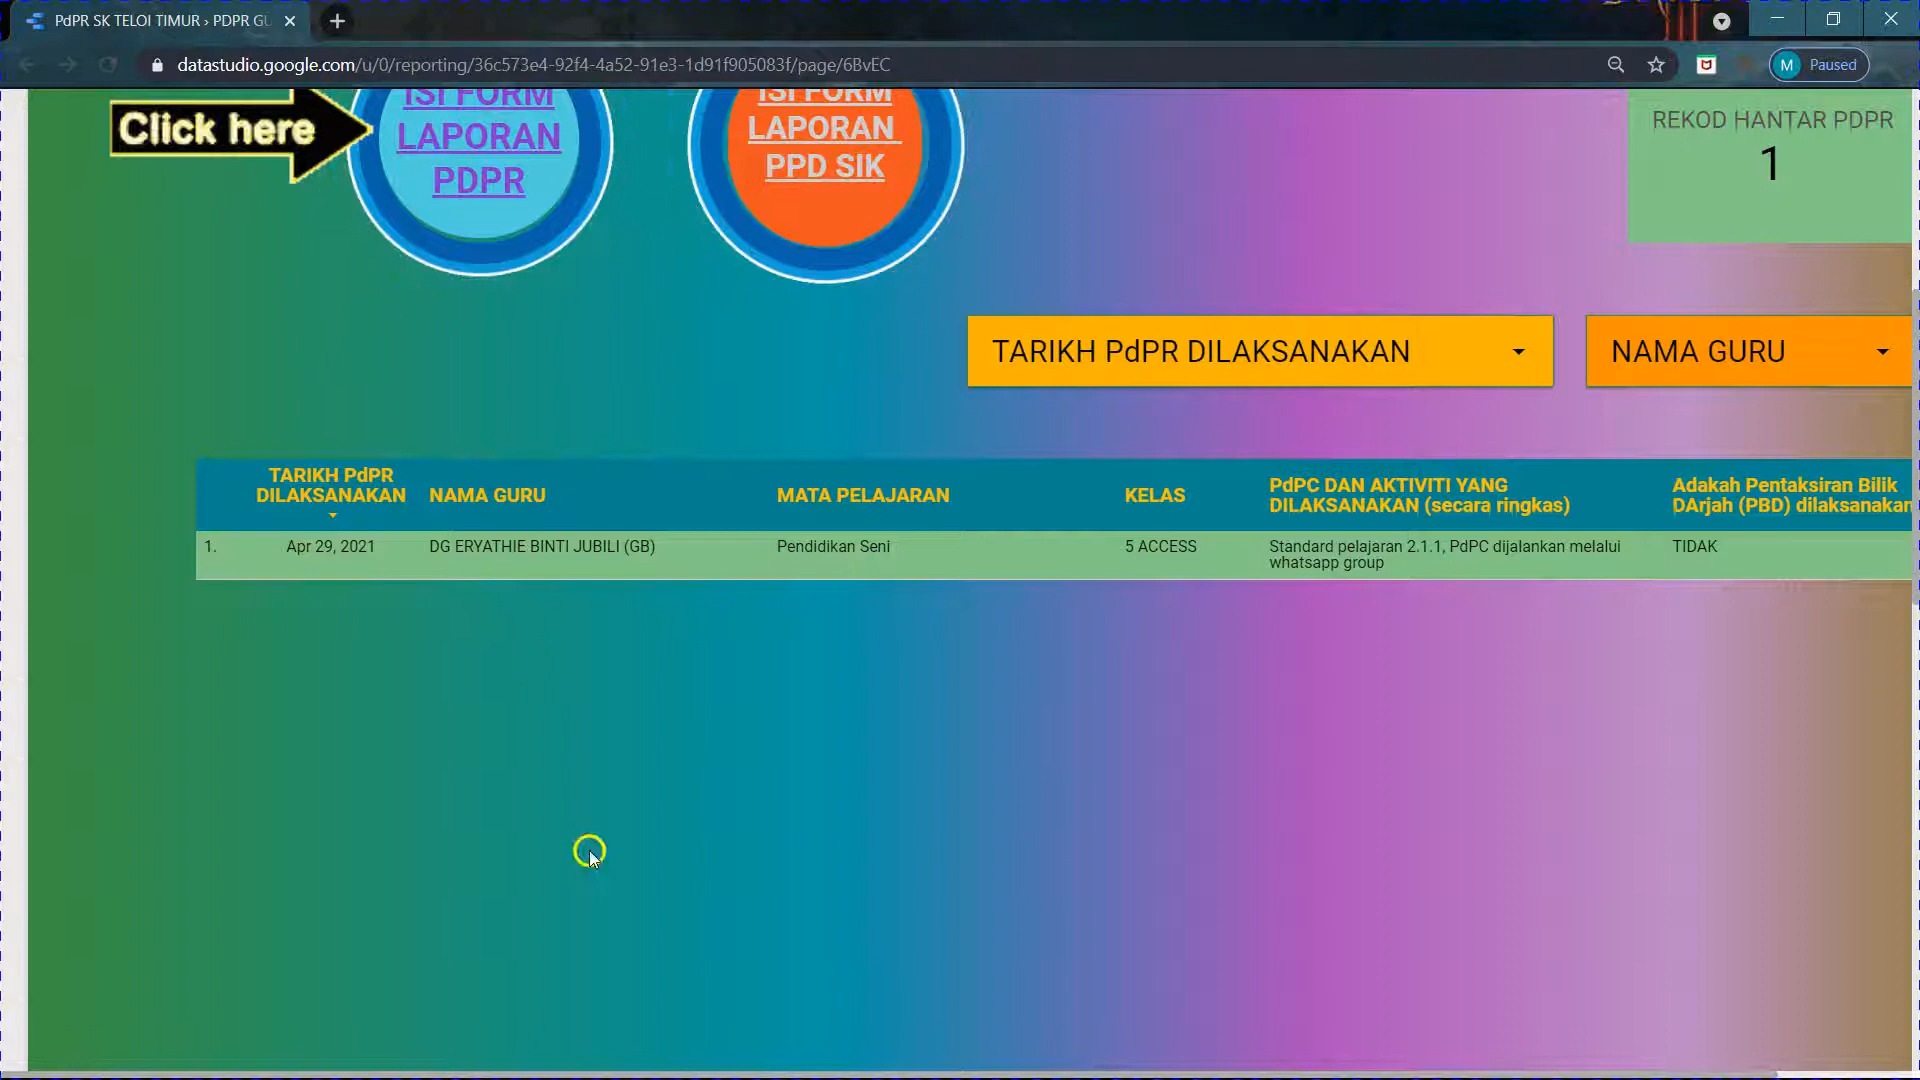 PdPR SK TELOI TIMUR › PDPR GU
datastudio.google.com/u/0/reporting/36c573e4-92f4-4a52-91e3-1d91f905083f/page/6BvEC
M Paused
Click here
ISI FORM
LAPORAN
PDPR
ISI FORM
LAPORAN
PPD SIK
REKOD HANTAR PDPR
1
TARIKH PdPR DILAKSANAKAN
NAMA GURU
TARIKH PdPR
DILAKSANAKAN
NAMA GURU
MATA PELAJARAN
KELAS
PdPC DAN AKTIVITI YANG
DILAKSANAKAN (secara ringkas)
Adakah Pentaksiran Bilik
DArjah (PBD) dilaksanakan
1.
Apr 29, 2021
DG ERYATHIE BINTI JUBILI (GB)
Pendidikan Seni
5 ACCESS
Standard pelajaran 2.1.1, PdPC dijalankan melalui
whatsapp group
TIDAK